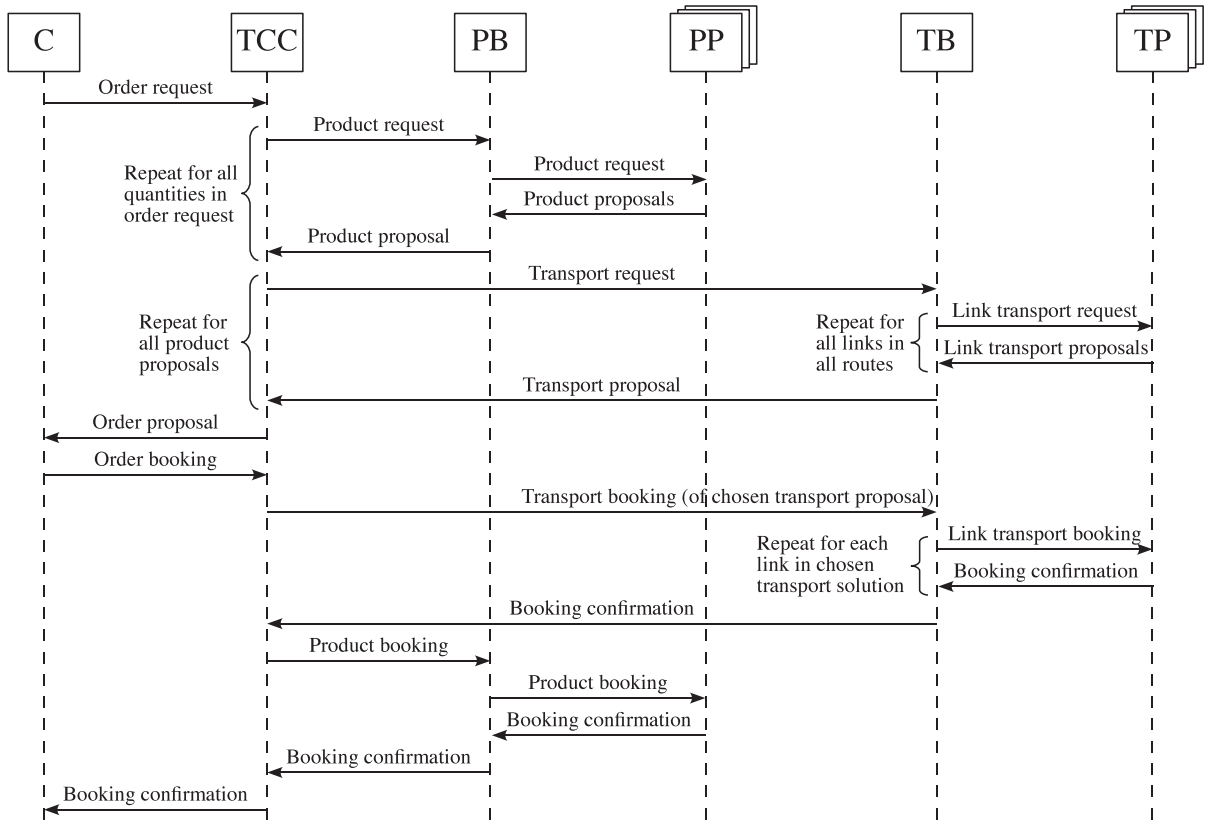 C TCC PB PP TB TP
Order request
Product request
Product request
Repeat for all
quantities in
order request
Product proposals
Product proposal
Transport request
Link transport request
Repeat for
all product
proposals
Repeat for
all links in
all routes
Link transport proposals
Transport proposal
Order proposal
Order booking
Transport booking (of chosen transport proposal)
Link transport booking
Repeat for each
link in chosen
transport solution
Booking confirmation
Booking confirmation
Product booking
Product booking
Booking confirmation
Booking confirmation
Booking confirmation